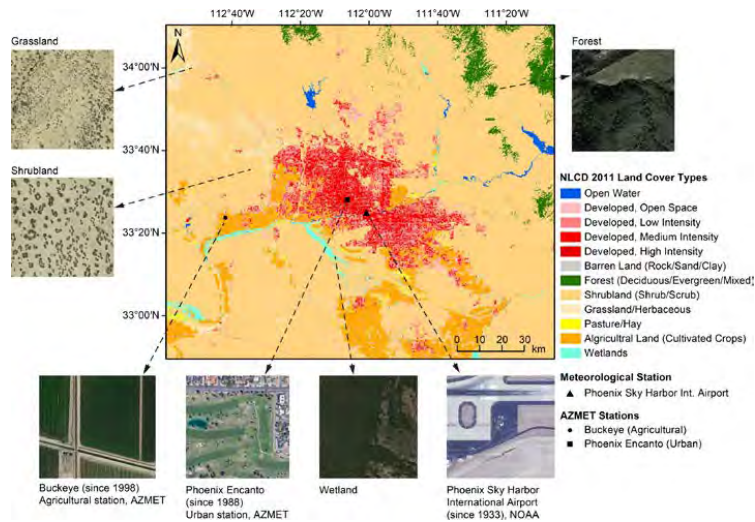 112°40'W 112°20'W 112°00'W 111°40'W 111°20'W
Grassland
Forest
N
34°00'N
33°40'N
33°20'N
33°00'N
Shrubland
NLCD 2011 Land Cover Types
Open Water
Developed, Open Space
Developed, Low Intensity
Developed, Medium Intensity
Developed, High Intensity
Barren Land (Rock/Sand/Clay)
Forest (Deciduous/Evergreen/Mixed)
Shrubland (Shrub/Scrub)
Grassland/Herbaceous
Pasture/Hay
Algricultral Land (Cultivated Crops)
Wetlands
0 10 20 30
km
Meteorological Station
Phoenix Sky Harbor Int. Airport
AZMET Stations
Buckeye (Agricultural)
Phoenix Encanto (Urban)
Buckeye (since 1998)
Agricultural station, AZMET
Phoenix Encanto
(since 1988)
Urban station, AZMET
Wetland
Phoenix Sky Harbor
International Airport
(since 1933), NOAA